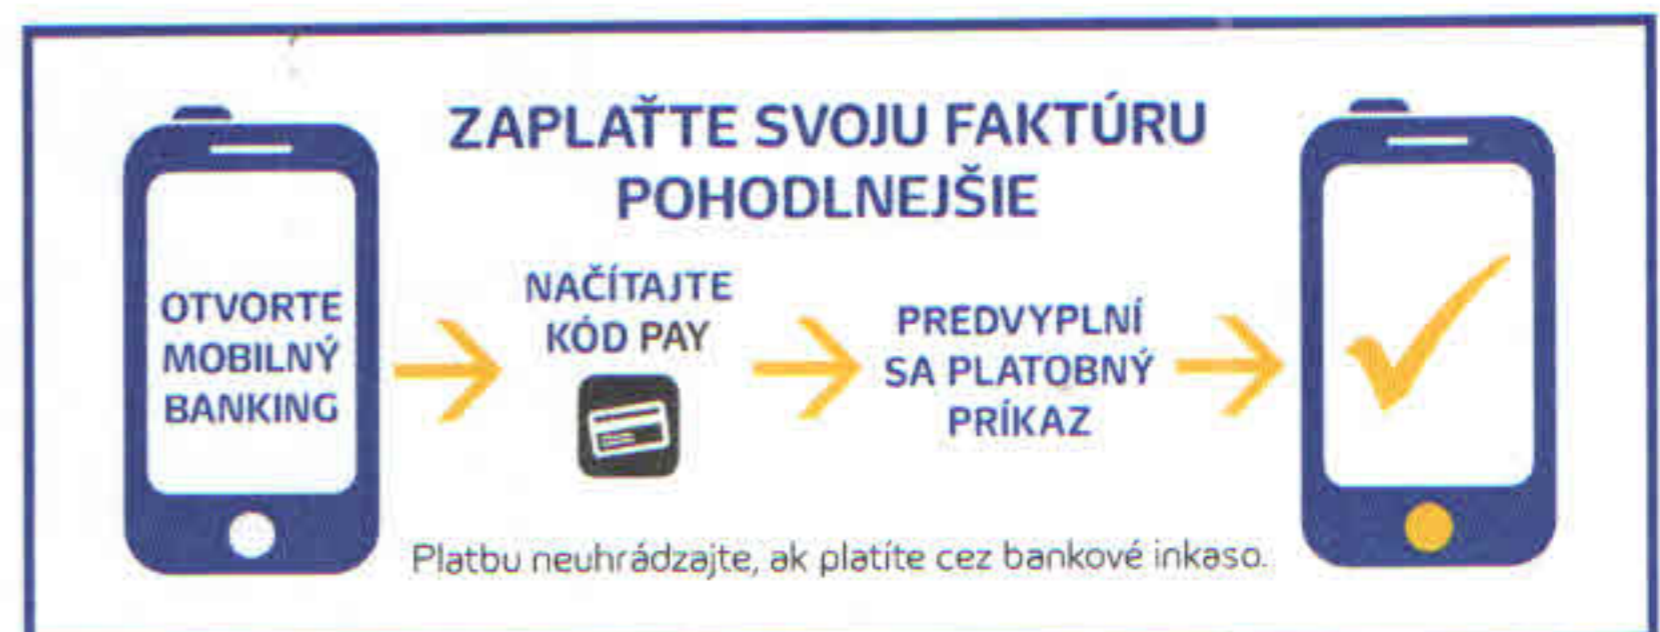 ZAPLAŤTE SVOJU FAKTÚRU
POHODLNEJŠIE
OTVORTE
MOBILNÝ
BANKING
NAČÍTAJTE
KÓD PAY
PREDVYPLNÍ
SA PLATOBNÝ
PRÍKAZ
Platbu neuhrádzajte, ak platíte cez bankové inkaso.